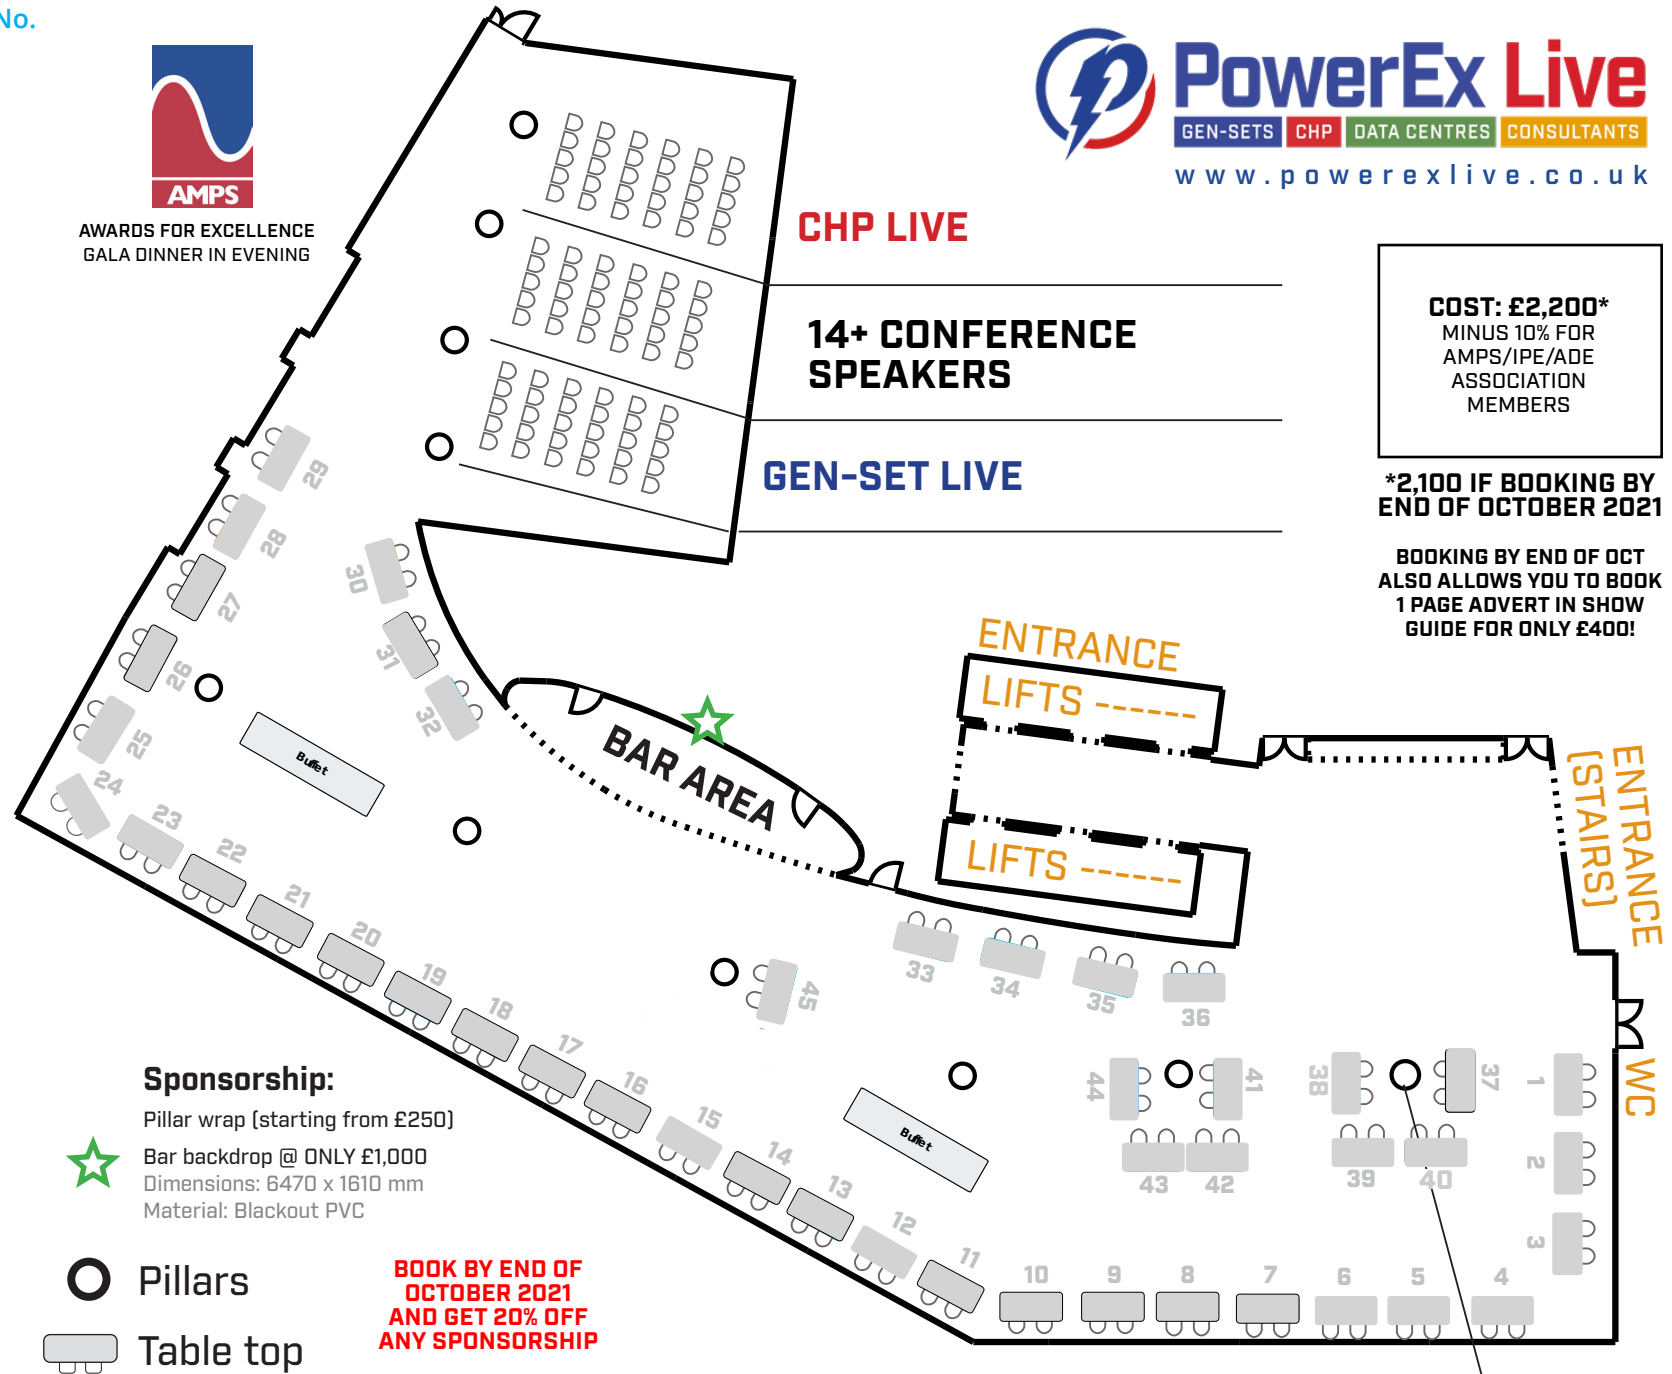 No.
AMPS
AWARDS FOR EXCELLENCE
GALA DINNER IN EVENING
PowerEx Live
GEN-SETS CHP DATA CENTRES CONSULTANTS
www.powerexlive.co.uk
CHP LIVE
14+ CONFERENCE
SPEAKERS
GEN-SET LIVE
COST: £2,200*
MINUS 10% FOR
AMPS/IPE/ADE
ASSOCIATION
MEMBERS
*2,100 IF BOOKING BY
END OF OCTOBER 2021
BOOKING BY END OF OCT
ALSO ALLOWS YOU TO BOOK
1 PAGE ADVERT IN SHOW
GUIDE FOR ONLY £400!
29
28
27
26
25
24
23
22
21
20
19
18
17
16
15
14
13
12
11
10
9
8
7
6
5
4
3
2
1
30
31
32
Buffet
BAR AREA
ENTRANCE
LIFTS ------
LIFTS ------
ENTRANCE
(STAIRS)
WC
33
34
35
36
45
44
41
38
37
43
42
39
40
Buffet
Sponsorship:
Pillar wrap (starting from £250)
Bar backdrop @ ONLY £1,000
Dimensions: 6470 x 1610 mm
Material: Blackout PVC
Pillars
Table top
BOOK BY END OF
OCTOBER 2021
AND GET 20% OFF
ANY SPONSORSHIP